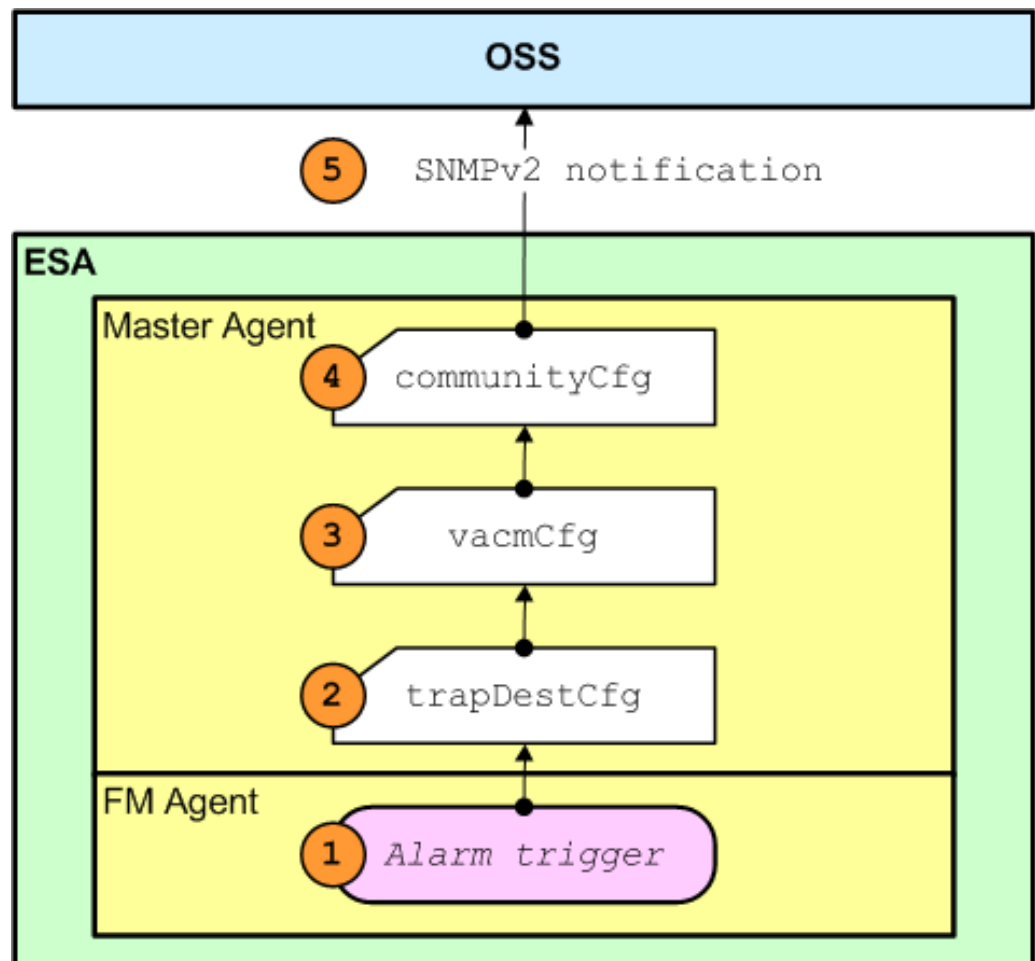 OSS
5 SNMPv2 notification
ESA
Master Agent
4 communityCfg
3 vacmCfg
2 trapDestCfg
FM Agent
1 Alarm trigger